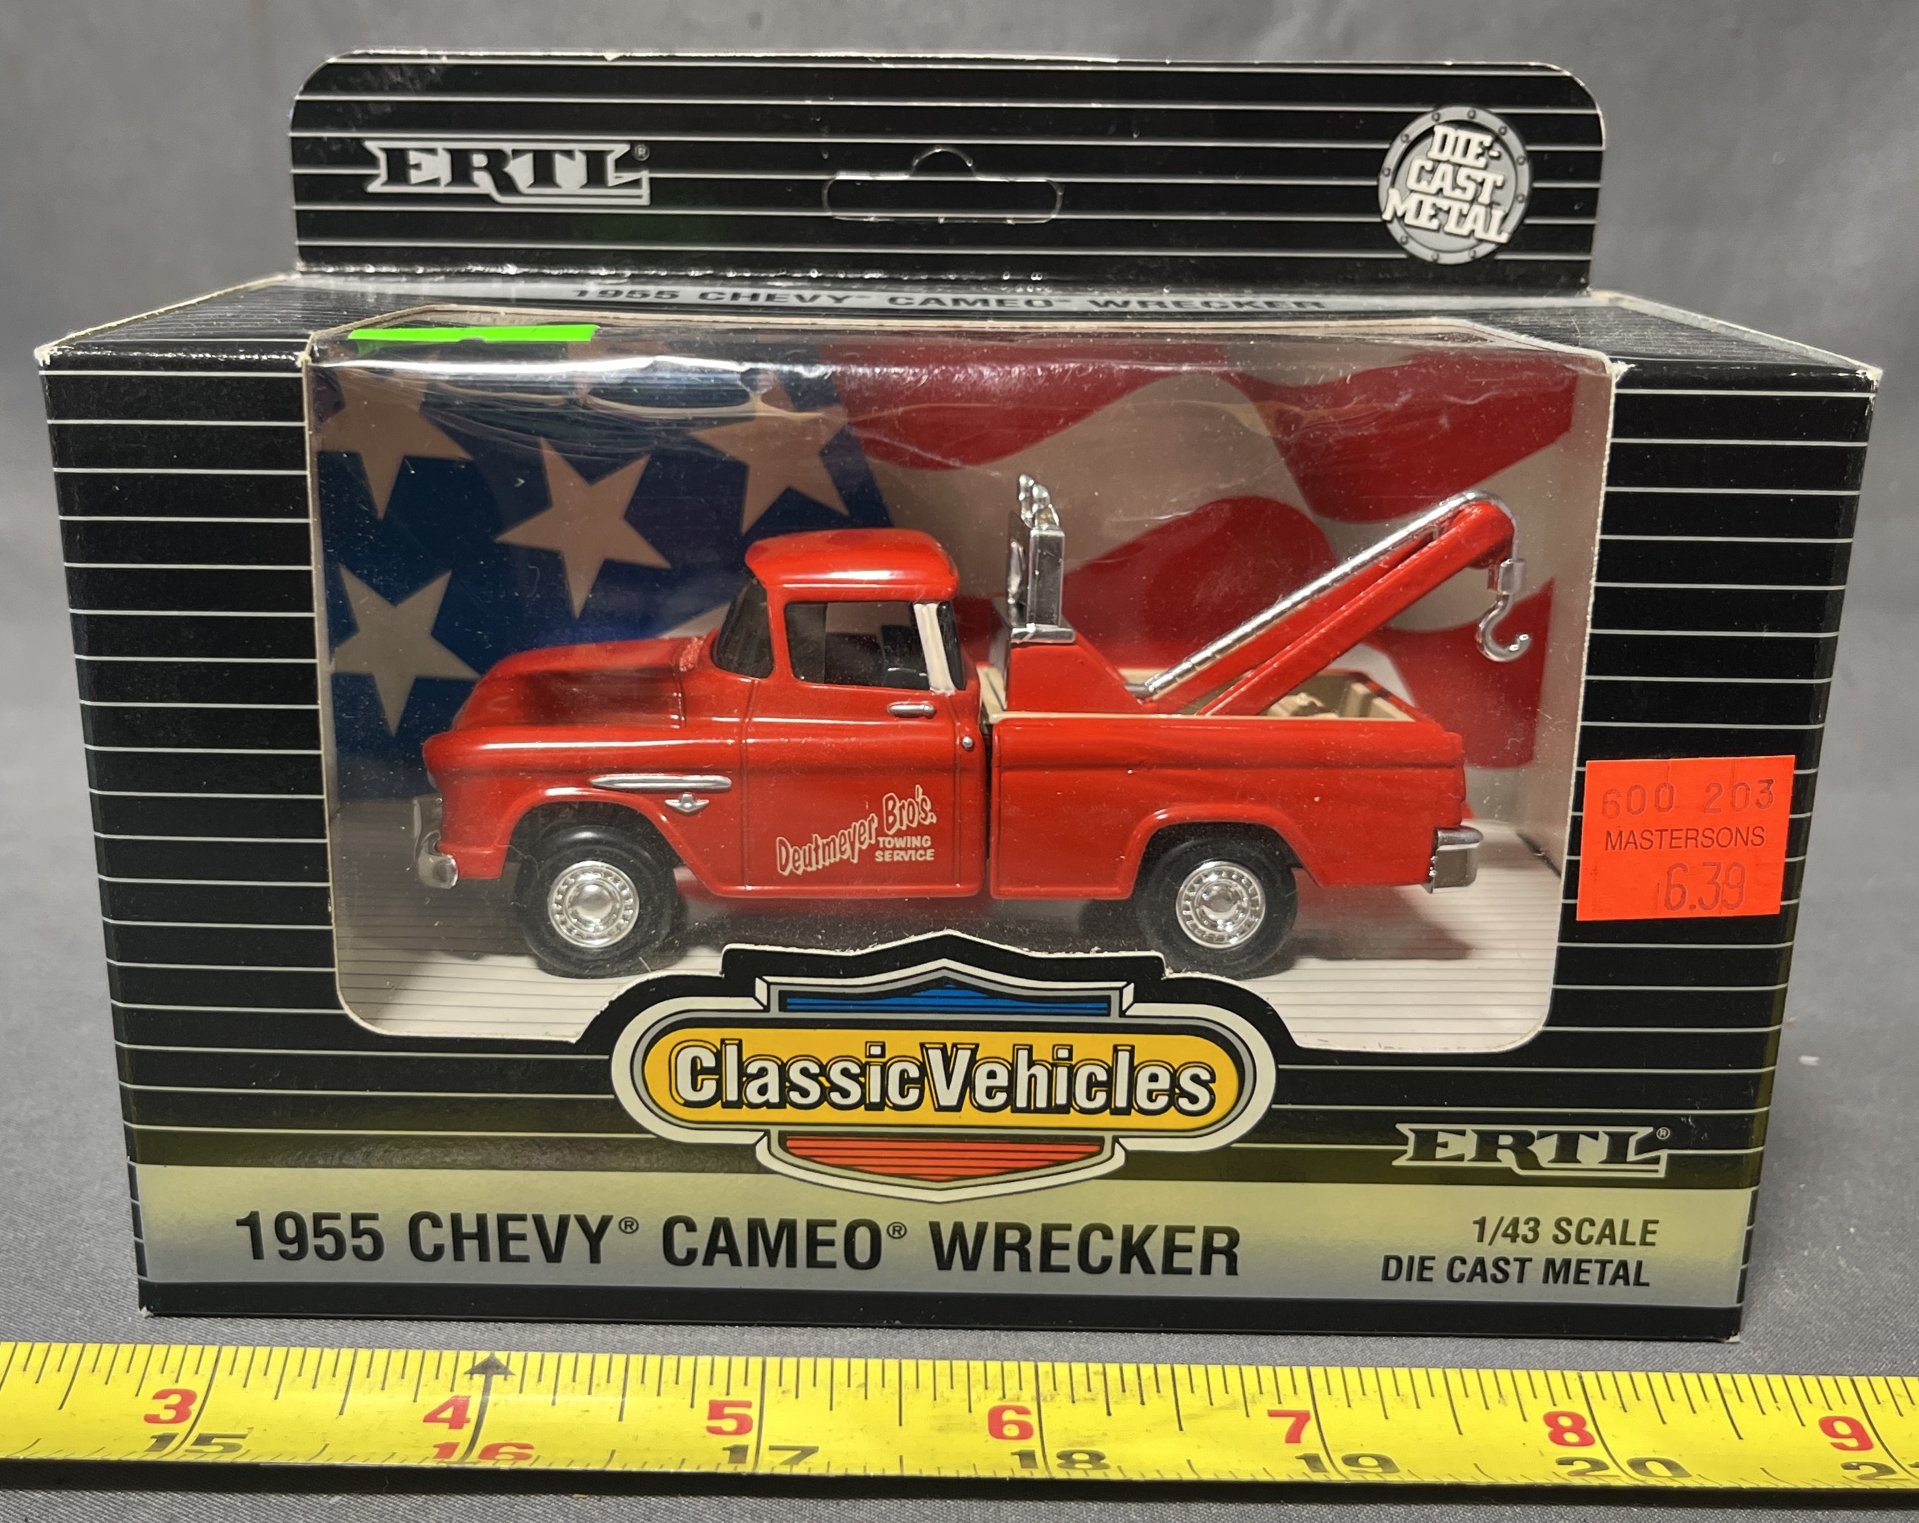 ERTL®
DIE-
CAST
METAL
1955 CHEVY® CAMEO® WRECKER
Deutmeyer Bro's.
TOWING
SERVICE
600 203
MASTERSONS
6.39
ClassicVehicles
ERTL®
1955 CHEVY® CAMEO® WRECKER
1/43 SCALE
DIE CAST METAL
3 4 5 6 7 8 9
15 16 17 18 19 20